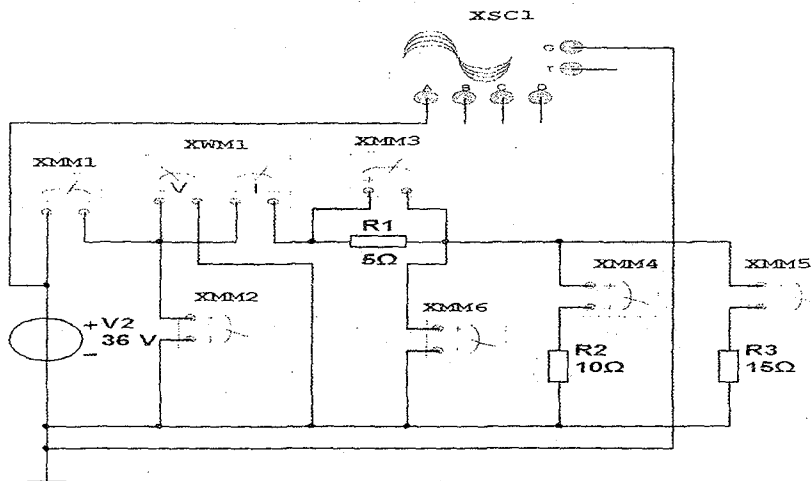 XSC1
G
T
A B C D
XMM1
XWM1
XMM3
V
I
R1
5Ω
XMM2
XMM6
XMM4
XMM5
+ V2
36 V
R2
10Ω
R3
15Ω